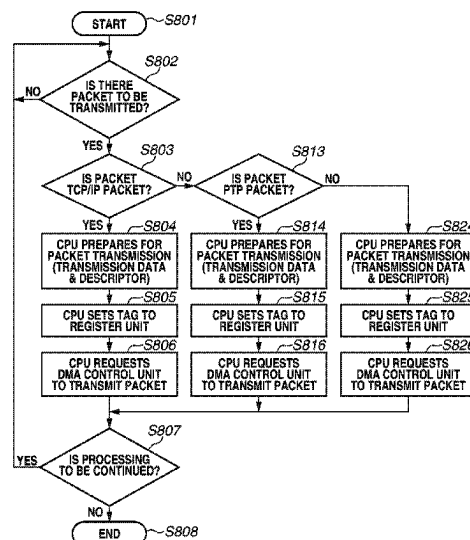 START
S801
S802
IS THERE
PACKET TO BE
TRANSMITTED?
NO
YES
S803
IS PACKET
TCP/IP PACKET?
NO
YES
S813
IS PACKET
PTP PACKET?
NO
YES
S804
CPU PREPARES FOR
PACKET TRANSMISSION
(TRANSMISSION DATA
& DESCRIPTOR)
S814
CPU PREPARES FOR
PACKET TRANSMISSION
(TRANSMISSION DATA
& DESCRIPTOR)
S824
CPU PREPARES FOR
PACKET TRANSMISSION
(TRANSMISSION DATA
& DESCRIPTOR)
S805
CPU SETS TAG TO
REGISTER UNIT
S815
CPU SETS TAG TO
REGISTER UNIT
S825
CPU SETS TAG TO
REGISTER UNIT
S806
CPU REQUESTS
DMA CONTROL UNIT
TO TRANSMIT PACKET
S816
CPU REQUESTS
DMA CONTROL UNIT
TO TRANSMIT PACKET
S826
CPU REQUESTS
DMA CONTROL UNIT
TO TRANSMIT PACKET
S807
IS PROCESSING
TO BE CONTINUED?
YES
NO
END
S808